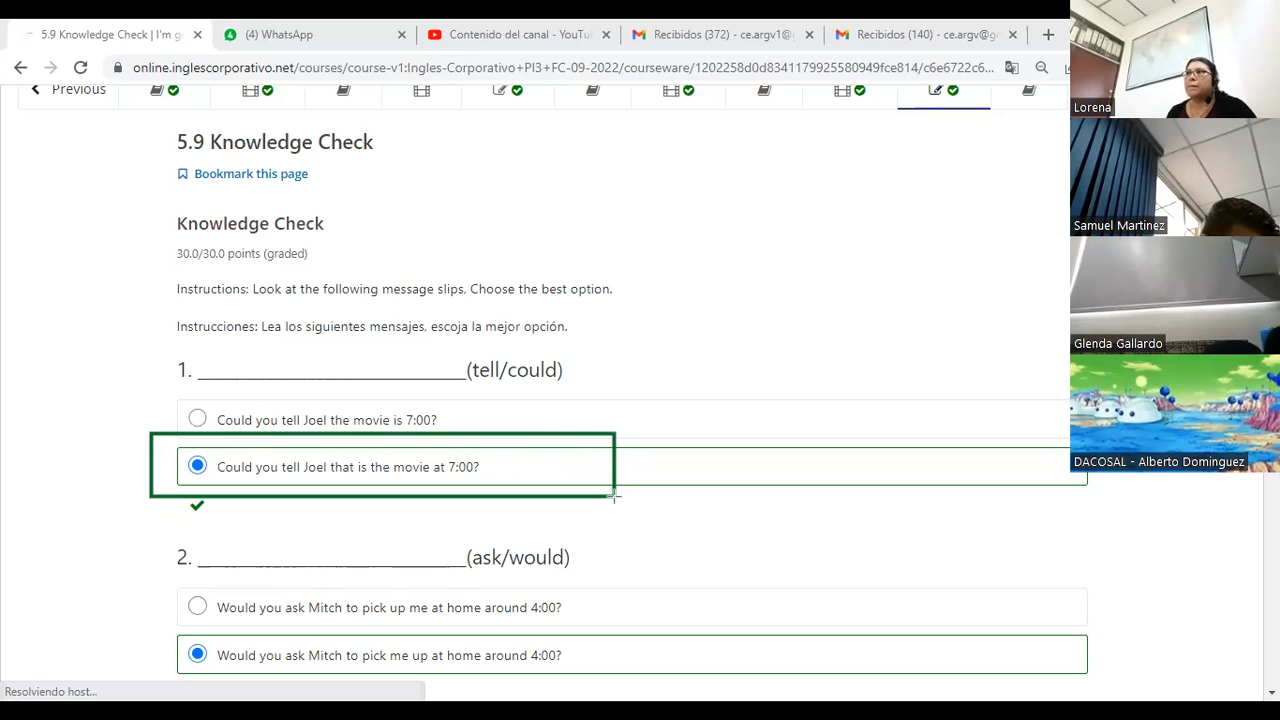 5.9 Knowledge Check | I'm g
(4) WhatsApp
Contenido del canal - YouTu
Recibidos (372) - ce.argv1@
Recibidos (140) - ce.argv@g
online.inglescorporativo.net/courses/course-v1:Ingles-Corporativo+PI3+FC-09-2022/courseware/1202258d0d8341179925580949fce814/c6e6722c6...
Previous
5.9 Knowledge Check
Bookmark this page
Knowledge Check
30.0/30.0 points (graded)
Instructions: Look at the following message slips, Choose the best option.
Instrucciones: Lea los siguientes mensajes, escoja la mejor opción.
1. ____________________________(tell/could)
Could you tell Joel the movie is 7:00?
Could you tell Joel that is the movie at 7:00?
2. ____________________________(ask/would)
Would you ask Mitch to pick up me at home around 4:00?
Would you ask Mitch to pick me up at home around 4:00?
Resolviendo host...
Lorena
Samuel Martinez
Glenda Gallardo
DACOSAL - Alberto Dominguez